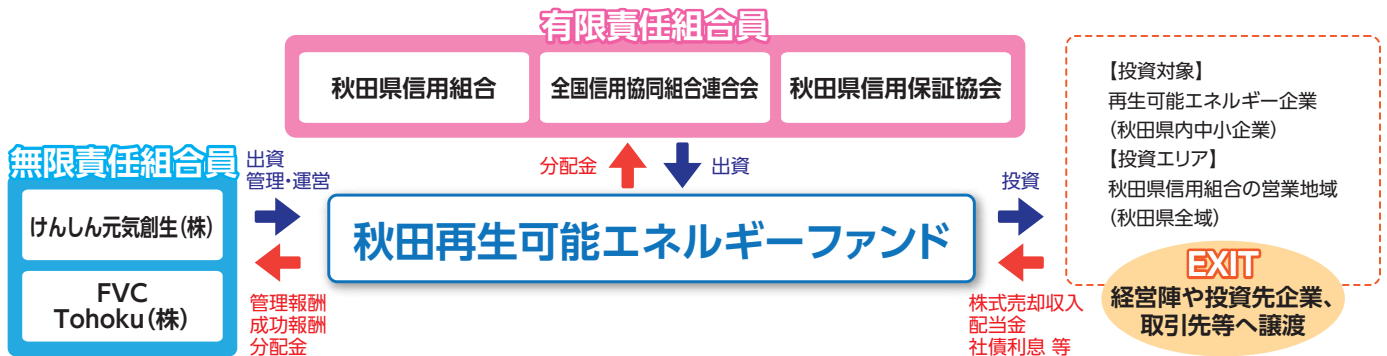 有限責任組合員
秋田県信用組合
全国信用協同組合連合会
秋田県信用保証協会
無限責任組合員
けんしん元気創生(株)
FVC
Tohoku(株)
出資
管理・運営
管理報酬
成功報酬
分配金
分配金
出資
秋田再生可能エネルギーファンド
投資
株式売却収入
配当金
社債利息 等
【投資対象】
再生可能エネルギー企業
(秋田県内中小企業)
【投資エリア】
秋田県信用組合の営業地域
(秋田県全域)
EXIT
経営陣や投資先企業、
取引先等へ譲渡